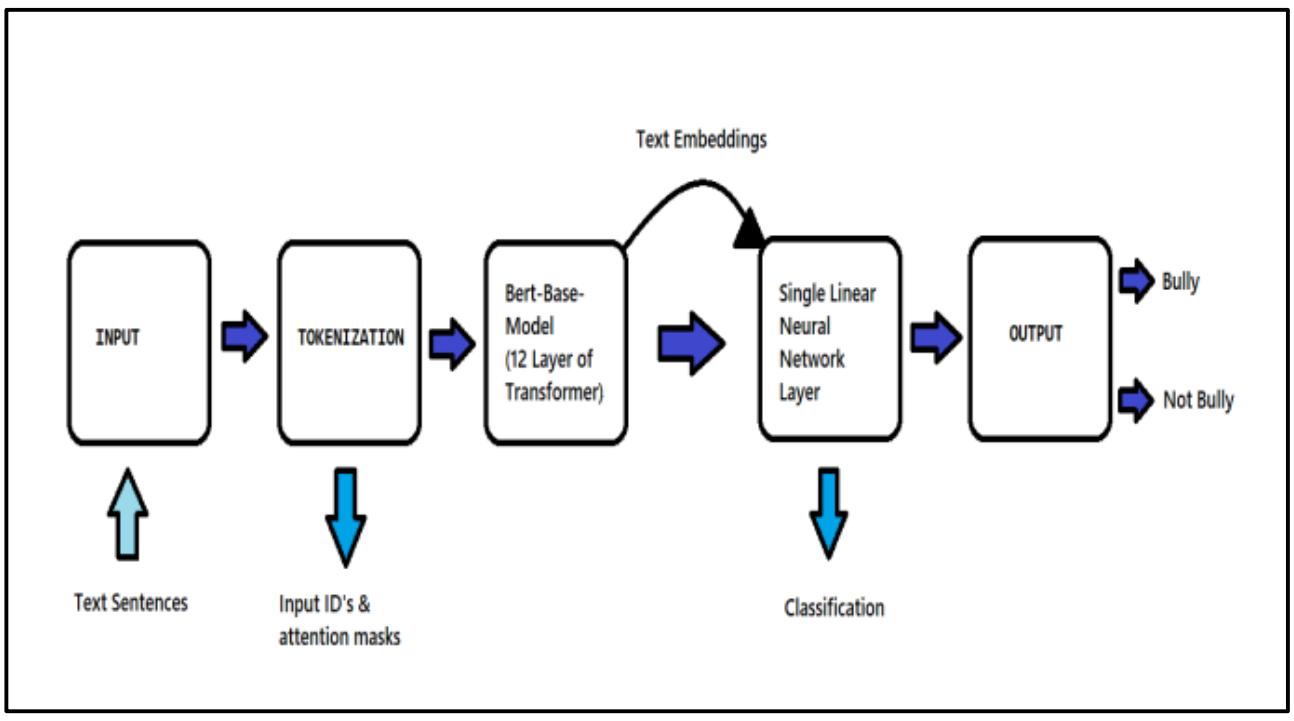 Text Embeddings
INPUT
TOKENIZATION
Bert-Base-
Model
(12 Layer of
Transformer)
Single Linear
Neural
Network
Layer
OUTPUT
Bully
Not Bully
Text Sentences
Input ID's &
attention masks
Classification